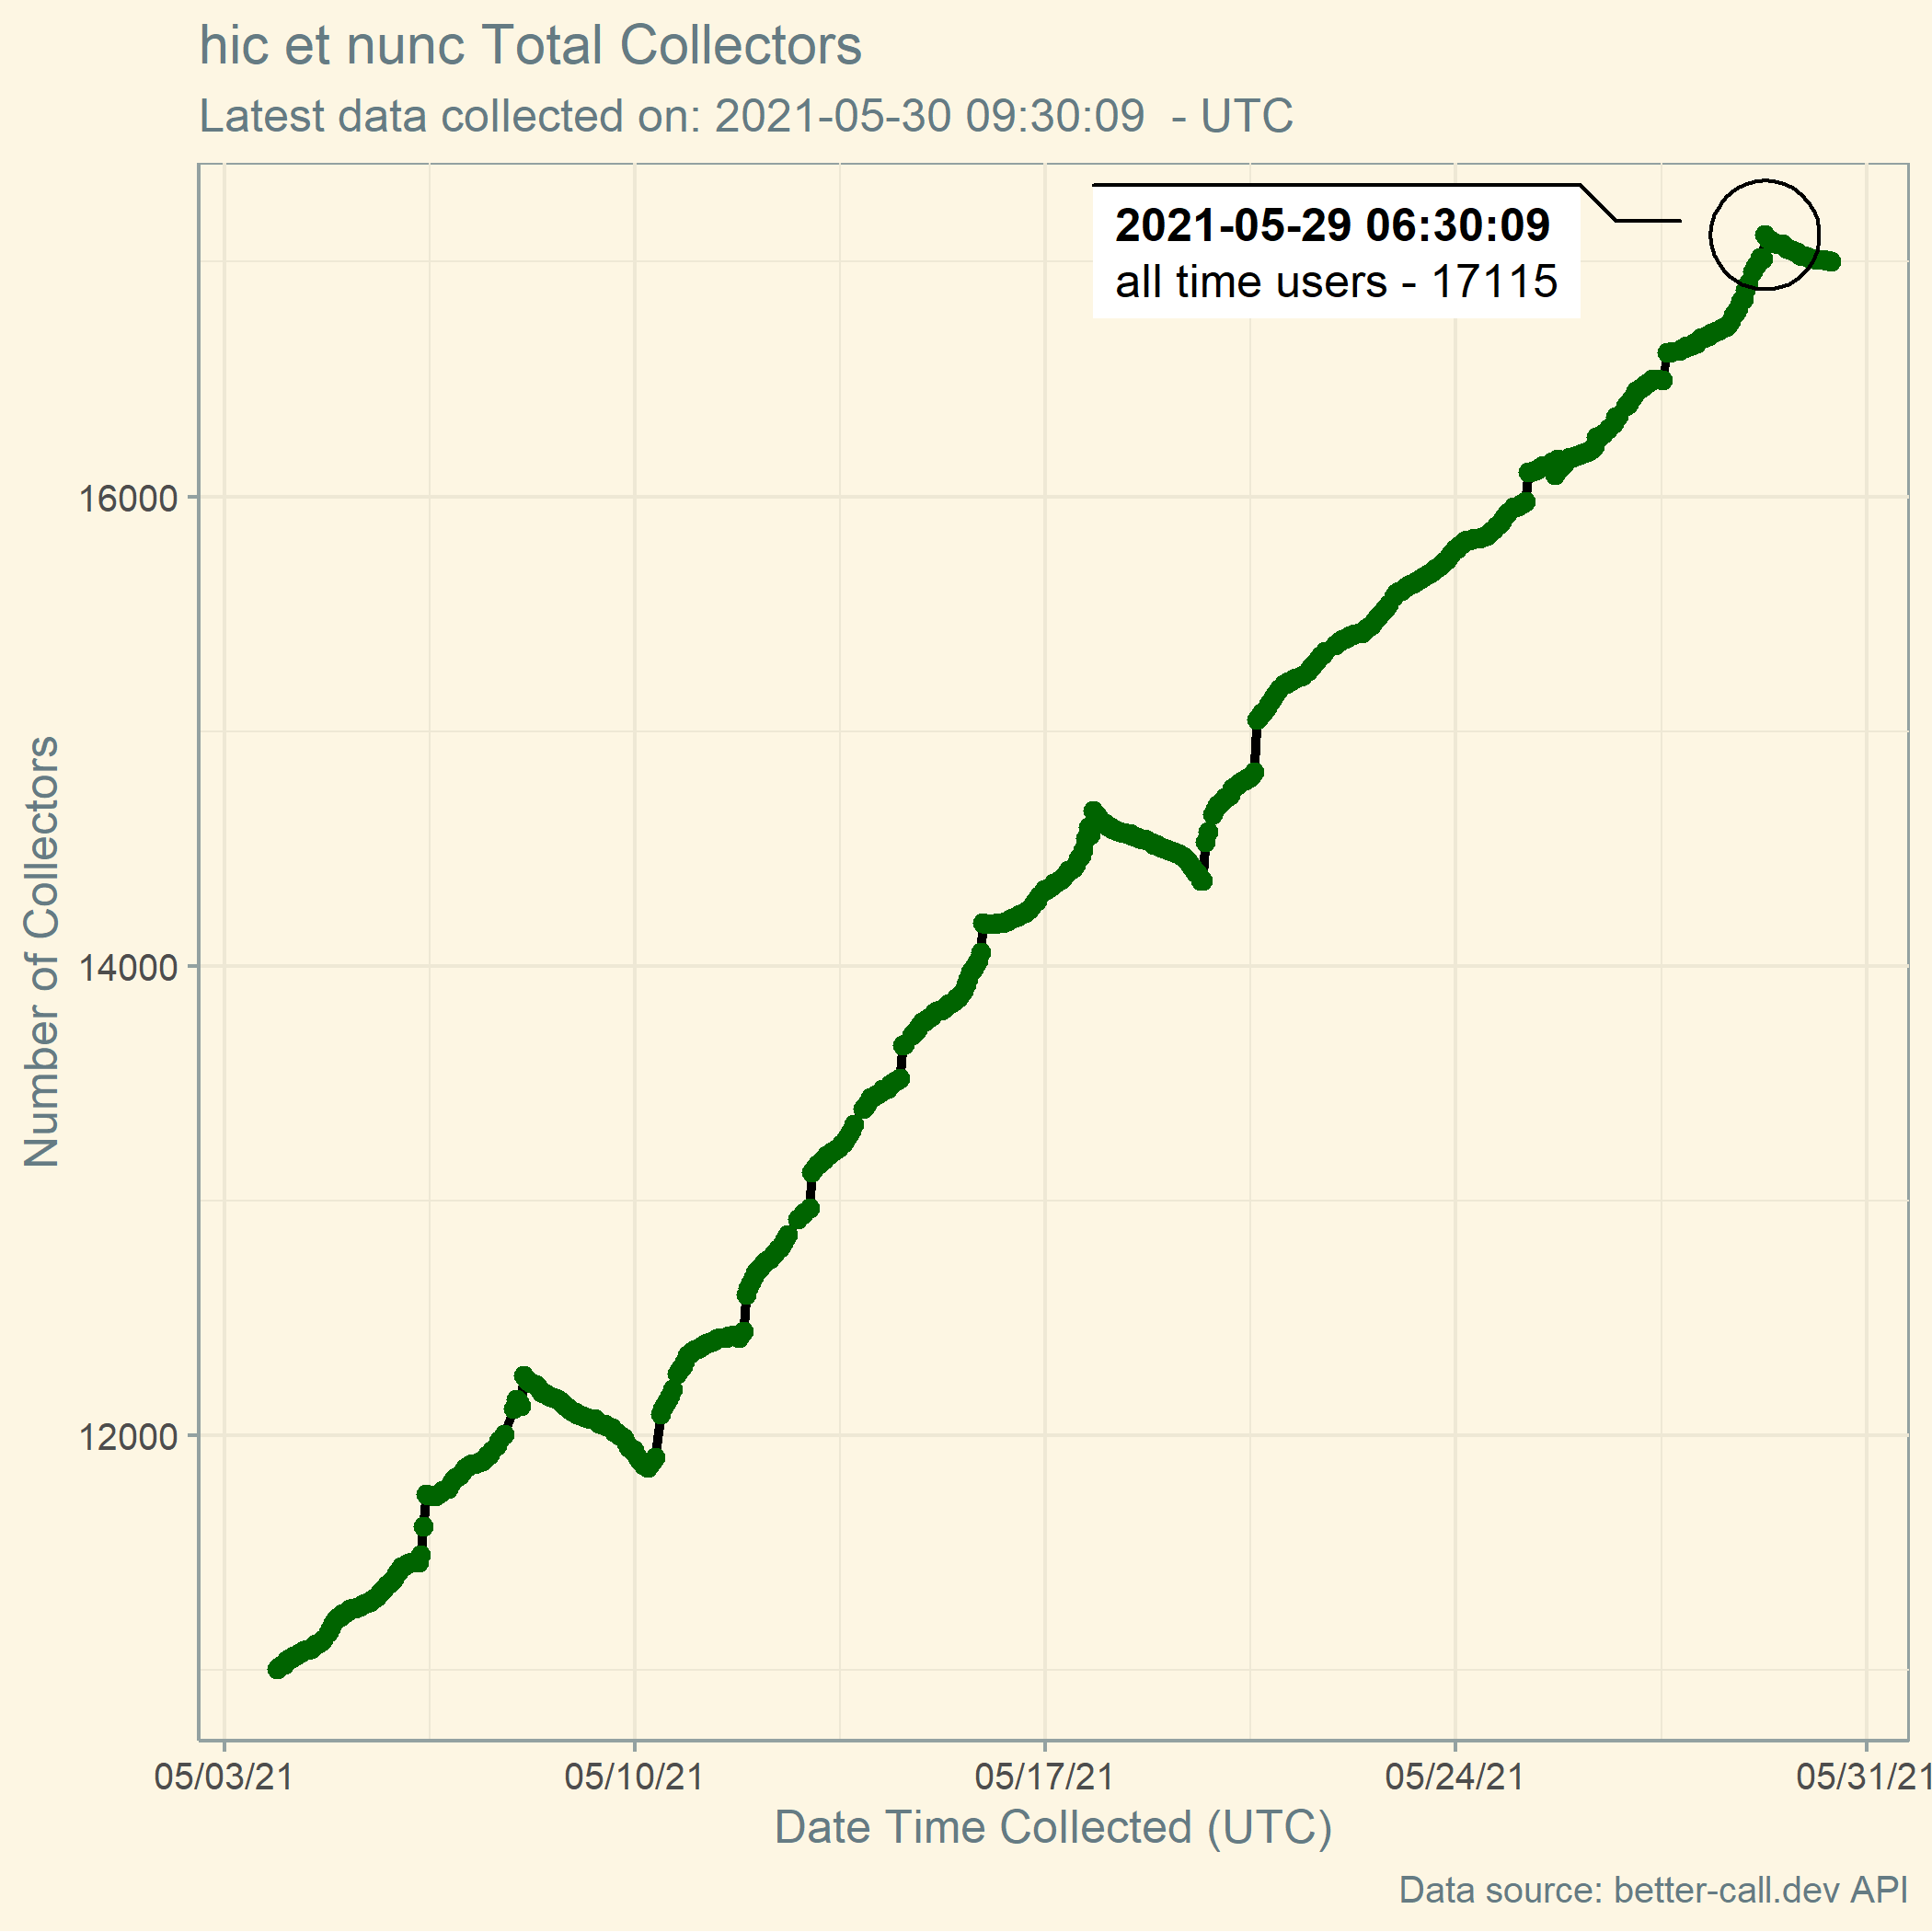 hic et nunc Total Collectors
Latest data collected on: 2021-05-30 09:30:09  - UTC
2021-05-29 06:30:09
all time users - 17115
16000
14000
12000
Number of Collectors
05/03/21
05/10/21
05/17/21
05/24/21
05/31/21
Date Time Collected (UTC)
Data source: better-call.dev API